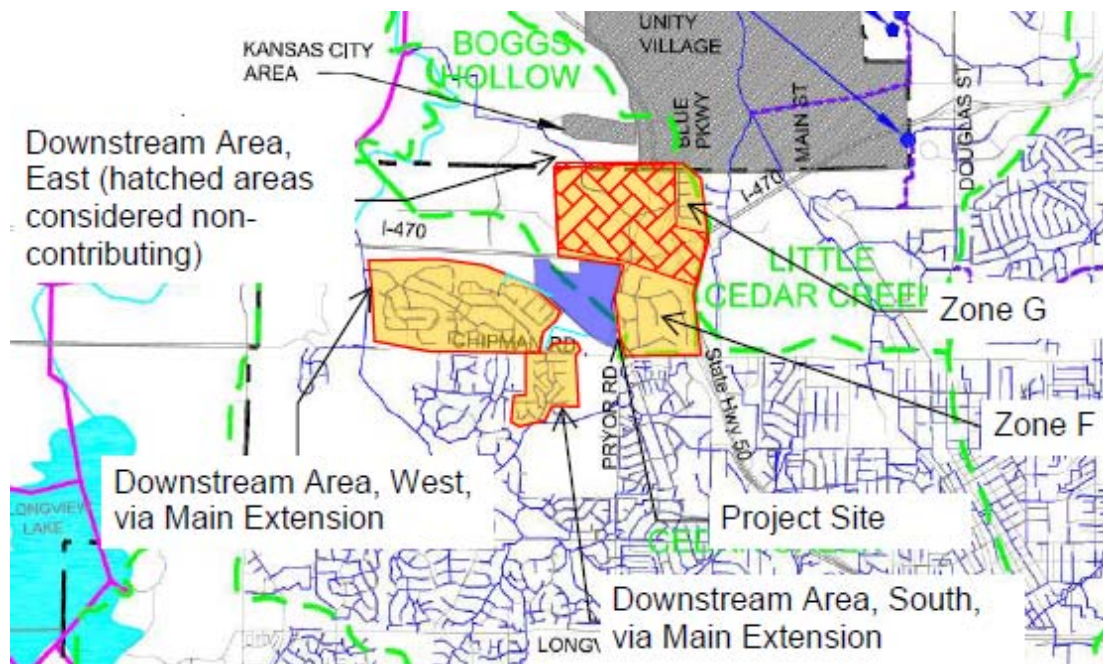 UNITY
VILLAGE
KANSAS CITY
AREA
BOGGS
HOLLOW
BLUE
PKWY
MAIN ST
DOUGLAS ST
Downstream Area,
East (hatched areas
considered non-
contributing)
I-470
I-470
LITTLE
CEDAR CREEK
Zone G
CHIPMAN RD
PRYOR RD
State Hwy 50
Zone F
Downstream Area, West,
via Main Extension
Project Site
LAKE
Downstream Area, South,
via Main Extension